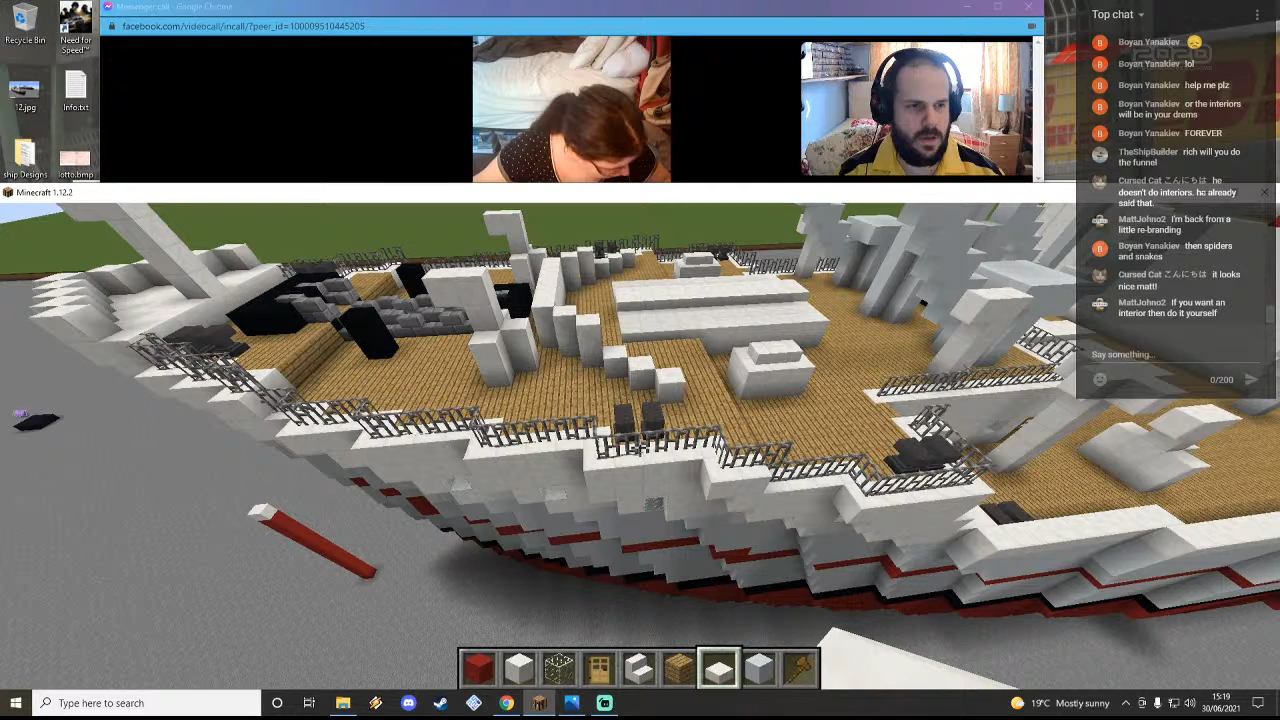 Messenger call - Google Chrome
facebook.com/videocall/incall/?peer_id=100009510445205
Recycle Bin
Need for
Speed™
12.jpg
Info.txt
ship Designs
lotto.bmp
Minecraft 1.12.2
Top chat
Boyan Yanakiev 😞
Boyan Yanakiev lol
Boyan Yanakiev help me plz
Boyan Yanakiev or the interiors
will be in your drems
Boyan Yanakiev FOREVER
TheShipBuilder rich will you do
the funnel
Cursed Cat こんにちは he
doesn't do interiors. he already
said that.
MattJohno2 I'm back from a
little re-branding
Boyan Yanakiev then spiders
and snakes
Cursed Cat こんにちは it looks
nice matt!
MattJohno2 If you want an
interior then do it yourself
Say something...
0/200
Type here to search
19°C Mostly sunny
15:19
30/06/2021